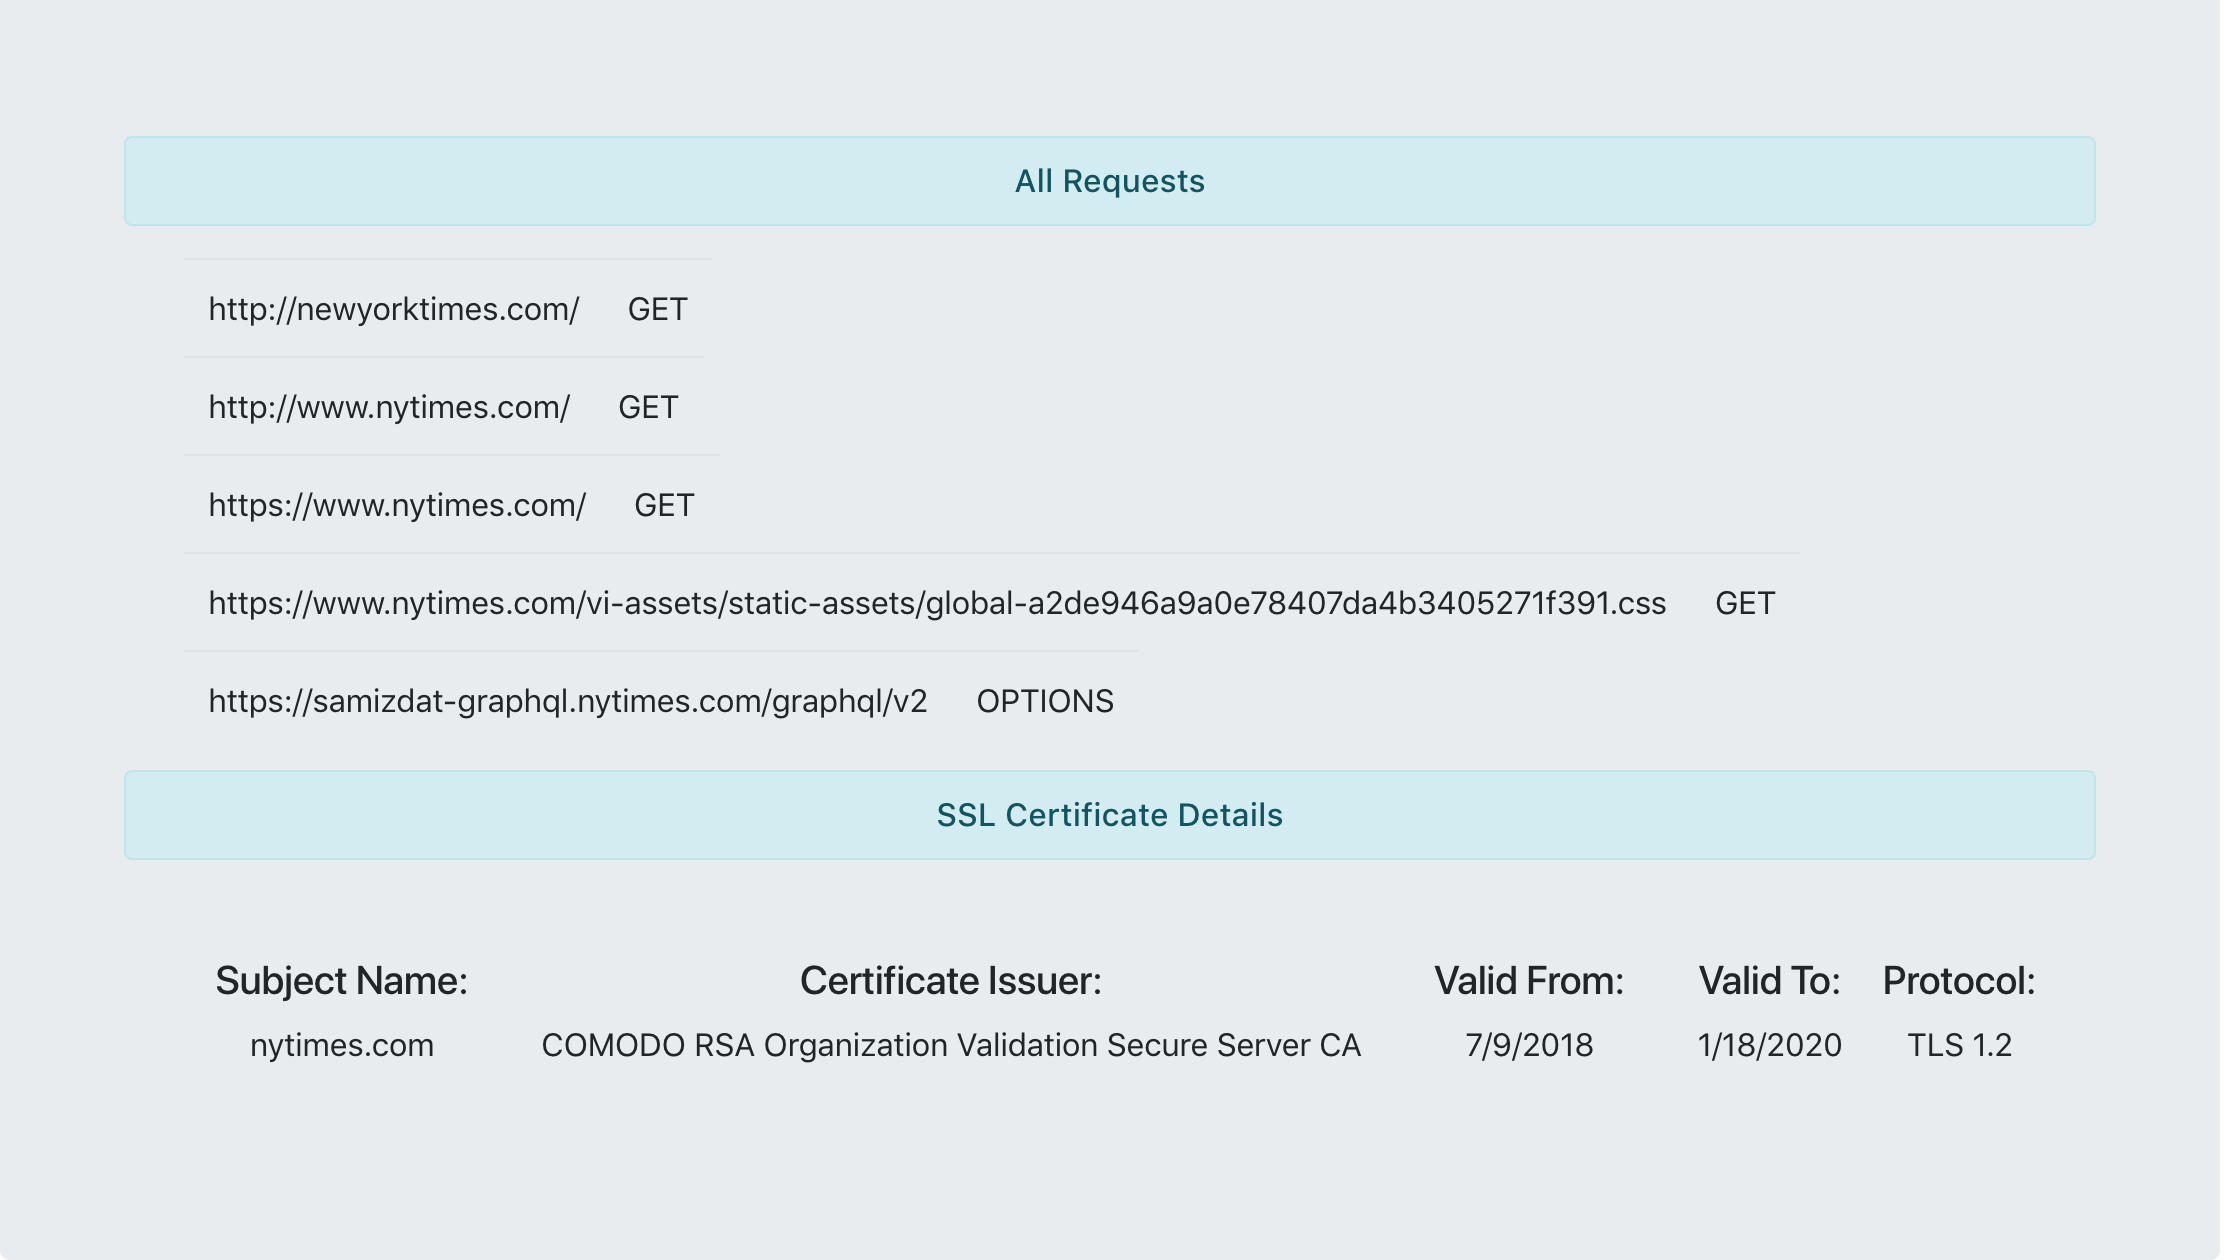 All Requests
http://newyorktimes.com/ GET
http://www.nytimes.com/ GET
https://www.nytimes.com/ GET
https://www.nytimes.com/vi-assets/static-assets/global-a2de946a9a0e78407da4b3405271f391.css GET
https://samizdat-graphql.nytimes.com/graphql/v2 OPTIONS
SSL Certificate Details
Subject Name: Certificate Issuer: Valid From: Valid To: Protocol:
nytimes.com COMODO RSA Organization Validation Secure Server CA 7/9/2018 1/18/2020 TLS 1.2